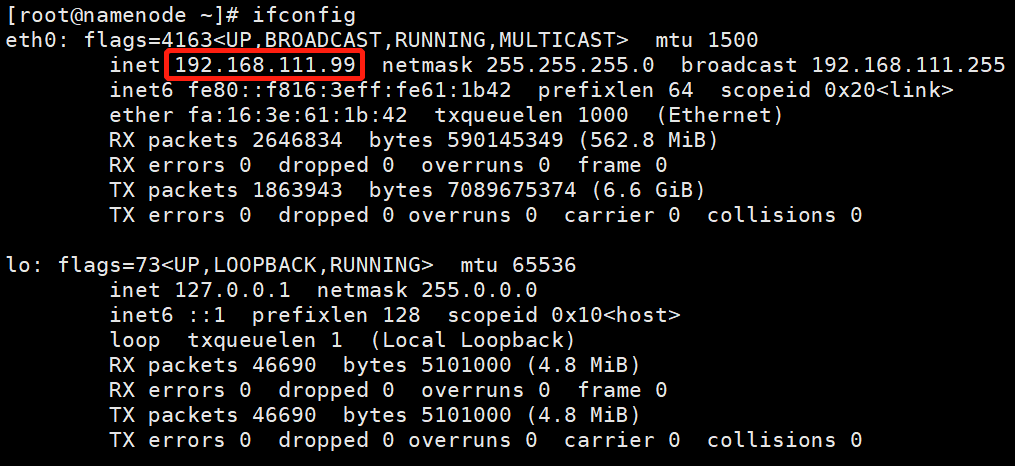 [root@namenode ~]# ifconfig
eth0: flags=4163<UP,BROADCAST,RUNNING,MULTICAST>  mtu 1500
        inet 192.168.111.99  netmask 255.255.255.0  broadcast 192.168.111.255
        inet6 fe80::f816:3eff:fe61:1b42  prefixlen 64  scopeid 0x20<link>
        ether fa:16:3e:61:1b:42  txqueuelen 1000  (Ethernet)
        RX packets 2646834  bytes 590145349 (562.8 MiB)
        RX errors 0  dropped 0  overruns 0  frame 0
        TX packets 1863943  bytes 7089675374 (6.6 GiB)
        TX errors 0  dropped 0 overruns 0  carrier 0  collisions 0

lo: flags=73<UP,LOOPBACK,RUNNING>  mtu 65536
        inet 127.0.0.1  netmask 255.0.0.0
        inet6 ::1  prefixlen 128  scopeid 0x10<host>
        loop  txqueuelen 1  (Local Loopback)
        RX packets 46690  bytes 5101000 (4.8 MiB)
        RX errors 0  dropped 0  overruns 0  frame 0
        TX packets 46690  bytes 5101000 (4.8 MiB)
        TX errors 0  dropped 0 overruns 0  carrier 0  collisions 0